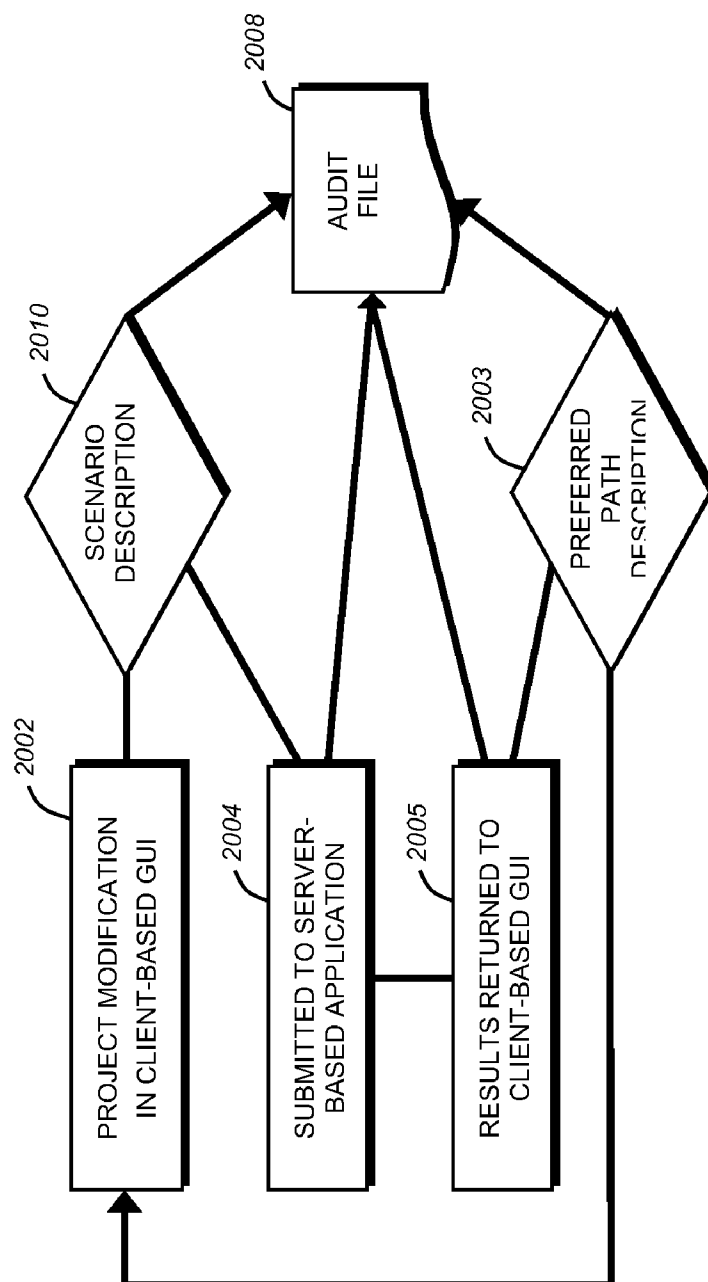 2002
PROJECT MODIFICATION
IN CLIENT-BASED GUI
2010
SCENARIO
DESCRIPTION
2004
SUBMITTED TO SERVER-
BASED APPLICATION
2008
AUDIT
FILE
2005
RESULTS RETURNED TO
CLIENT-BASED GUI
2003
PREFERRED
PATH
DESCRIPTION